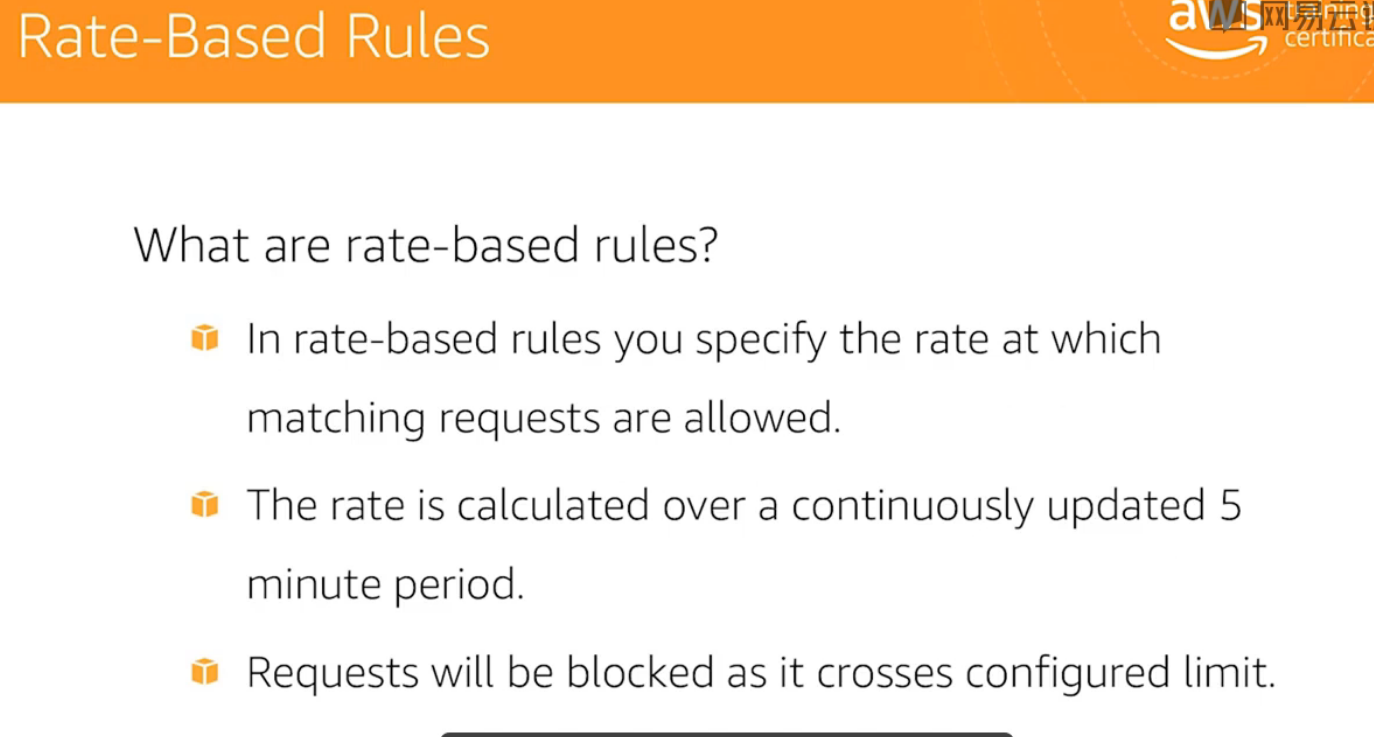 Rate-Based Rules
aws
网易云
What are rate-based rules?
In rate-based rules you specify the rate at which
matching requests are allowed.
The rate is calculated over a continuously updated 5
minute period.
Requests will be blocked as it crosses configured limit.